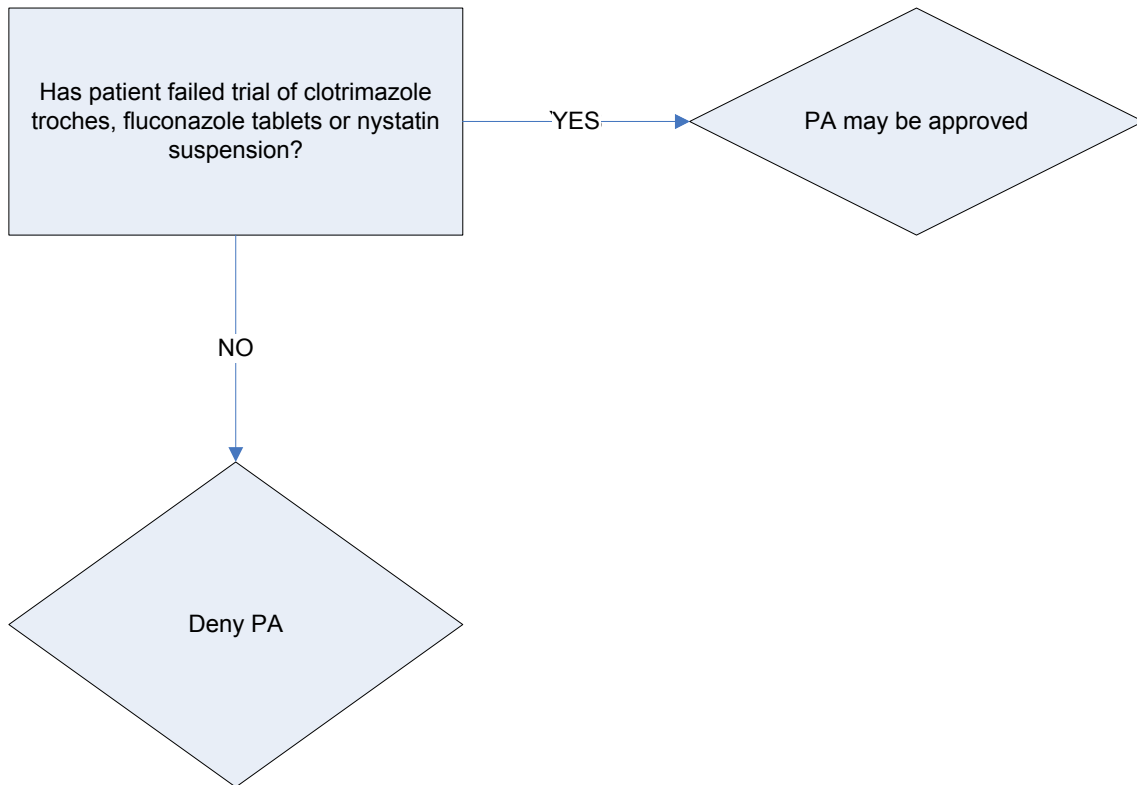 Has patient failed trial of clotrimazole
troches, fluconazole tablets or nystatin
suspension?
YES
PA may be approved
NO
Deny PA